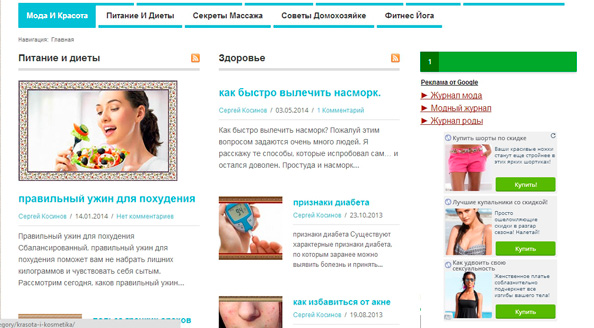 Мода И Красота
Питание И Диеты
Секреты Массажа
Советы Домохозяйке
Фитнес Йога
Навигация: Главная
Питание и диеты
правильный ужин для похудения
Сергей Косинов / 14.01.2014 / Нет комментариев
Правильный ужин для похудения
Сбалансированный, правильный ужин для
похудения поможет вам не набрать лишних
килограммов и чувствовать себя сытым.
Рассмотрим сегодня. каков правильный ужин…
Здоровье
как быстро вылечить насморк.
Сергей Косинов / 03.05.2014 / 1 Комментарий
Как быстро вылечить насморк? Пожалуй этим
вопросом задаются очень много людей. Я
расскажу те способы, которые испробовал сам… и
остался доволен. Простуда и насморк…
признаки диабета
Сергей Косинов / 23.10.2013
признаки диабета Существуют
характерные признаки диабета,
по которым заранее можно
выявить болезнь и принять…
как избавиться от акне
Сергей Косинов / 19.08.2013
1
Реклама от Google
► Журнал мода
► Модный журнал
► Журнал роды
Купить шорты по скидке
Ваши красивые ножки
станут еще стройнее в
этих ярких шортиках!
Купить!
Лучшие купальники со скидкой!
Просто
ошеломляющие
скидки в разгар
сезона! Налетай!
Купить
Как удвоить свою
сексуальность
Женственное платье
соблазнительно
подчеркнет все
изгибы вашего тела!
Купить
egory/krasota-i-kosmetika/